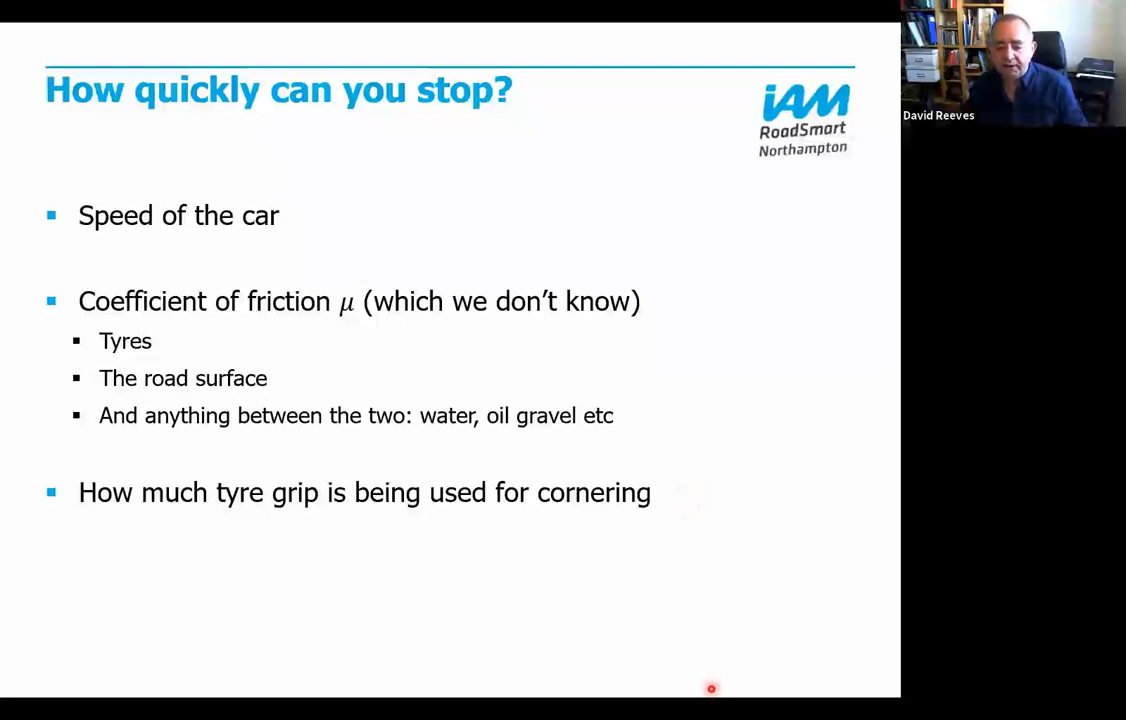 How quickly can you stop?
iAM
RoadSmart
Northampton
David Reeves
Speed of the car
Coefficient of friction μ (which we don’t know)
Tyres
The road surface
And anything between the two: water, oil gravel etc
How much tyre grip is being used for cornering